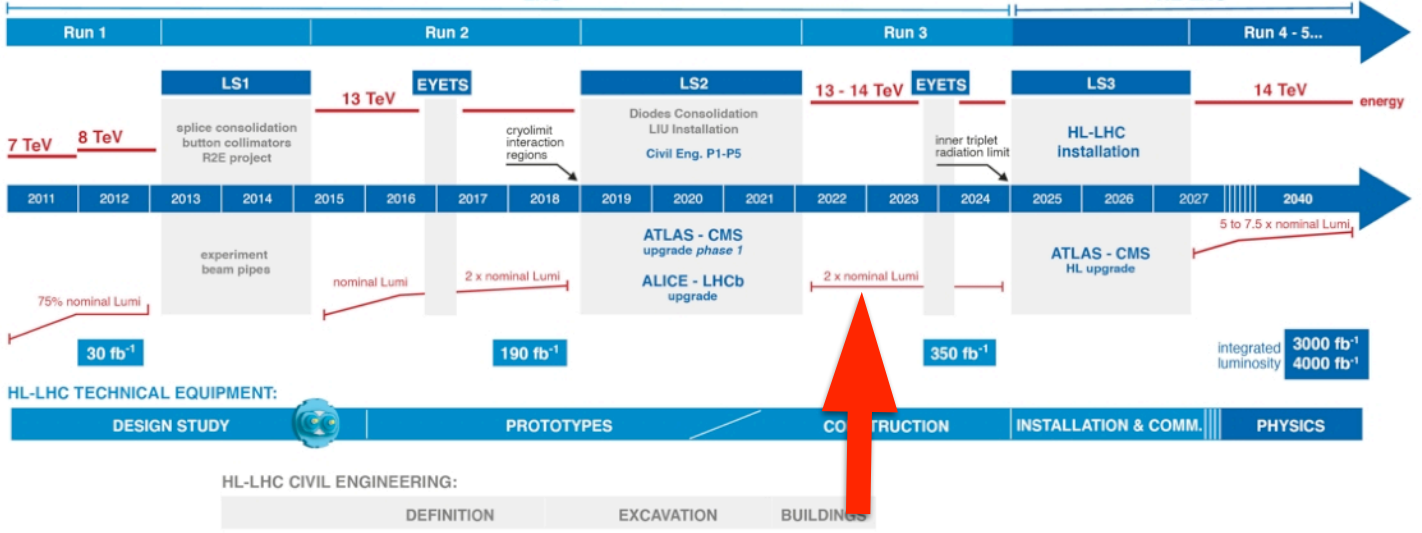 Run 1 Run 2 Run 3 Run 4 - 5...
LS1 EYETS LS2 EYETS LS3
7 TeV 8 TeV 13 TeV 13 - 14 TeV 14 TeV energy
splice consolidation
button collimators
R2E project
cryolimit
interaction
regions
Diodes Consolidation
LIU Installation
Civil Eng. P1-P5
inner triplet
radiation limit
HL-LHC
installation
2011 2012 2013 2014 2015 2016 2017 2018 2019 2020 2021 2022 2023 2024 2025 2026 2027 2040
75% nominal Lumi
experiment
beam pipes
nominal Lumi
2 x nominal Lumi
ATLAS - CMS
upgrade phase 1
ALICE - LHCb
upgrade
2 x nominal Lumi
ATLAS - CMS
HL upgrade
5 to 7.5 x nominal Lumi
30 fb-1 190 fb-1 350 fb-1
integrated
luminosity
3000 fb-1
4000 fb-1
HL-LHC TECHNICAL EQUIPMENT:
DESIGN STUDY PROTOTYPES CONSTRUCTION INSTALLATION & COMM. PHYSICS
HL-LHC CIVIL ENGINEERING:
DEFINITION EXCAVATION BUILDINGS